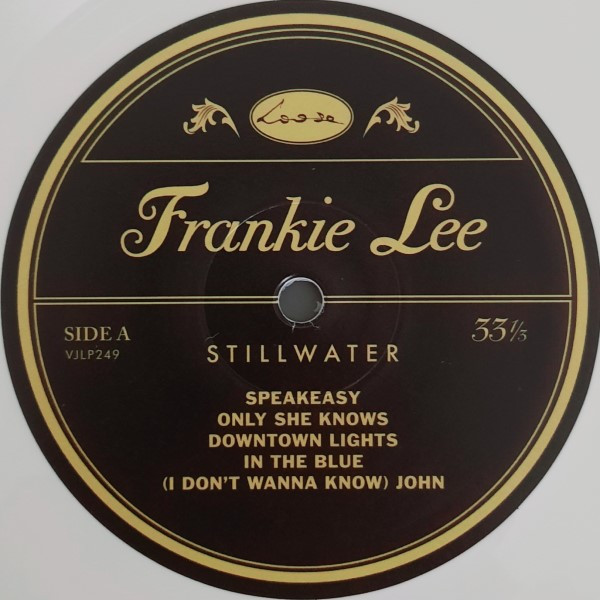 Loose
Frankie Lee
SIDE A
33⅓
VJLP249
STILLWATER
SPEAKEASY
ONLY SHE KNOWS
DOWNTOWN LIGHTS
IN THE BLUE
(I DON'T WANNA KNOW) JOHN